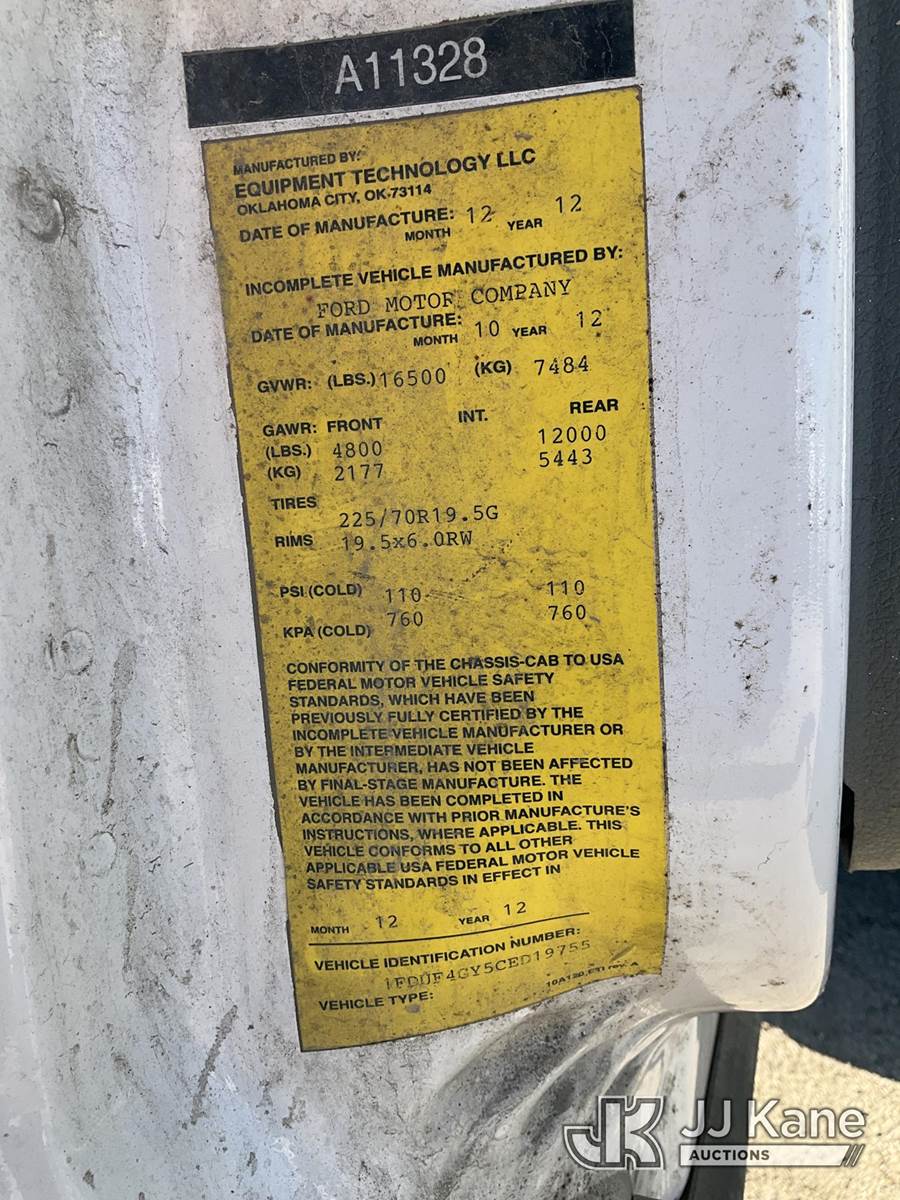 A11328
MANUFACTURED BY:
EQUIPMENT TECHNOLOGY LLC
OKLAHOMA CITY, OK 73114
DATE OF MANUFACTURE: 12 12
MONTH YEAR
INCOMPLETE VEHICLE MANUFACTURED BY:
FORD MOTOR COMPANY
DATE OF MANUFACTURE: 10 12
MONTH YEAR
GVWR: (LBS.) 16500 (KG) 7484
GAWR: FRONT INT. REAR
(LBS.) 4800 12000
(KG) 2177 5443
TIRES
225/70R19.5G
RIMS 19.5x6.0RW
PSI (COLD) 110 110
KPA (COLD) 760 760
CONFORMITY OF THE CHASSIS-CAB TO USA
FEDERAL MOTOR VEHICLE SAFETY
STANDARDS, WHICH HAVE BEEN
PREVIOUSLY FULLY CERTIFIED BY THE
INCOMPLETE VEHICLE MANUFACTURER OR
BY THE INTERMEDIATE VEHICLE
MANUFACTURER, HAS NOT BEEN AFFECTED
BY FINAL-STAGE MANUFACTURE. THE
VEHICLE HAS BEEN COMPLETED IN
ACCORDANCE WITH PRIOR MANUFACTURE'S
INSTRUCTIONS, WHERE APPLICABLE. THIS
VEHICLE CONFORMS TO ALL OTHER
APPLICABLE USA FEDERAL MOTOR VEHICLE
SAFETY STANDARDS IN EFFECT IN
MONTH 12 YEAR 12
VEHICLE IDENTIFICATION NUMBER:
1FDUF4GY5CED19755
VEHICLE TYPE: 10A120,ETI rev. A
JK JJ Kane
AUCTIONS